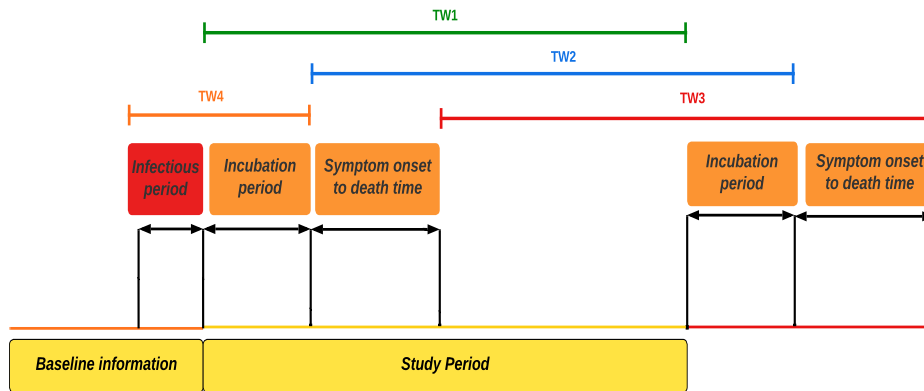 TW1
TW2
TW4
TW3
Infectious
period
Incubation
period
Symptom onset
to death time
Incubation
period
Symptom onset
to death time
Baseline information
Study Period